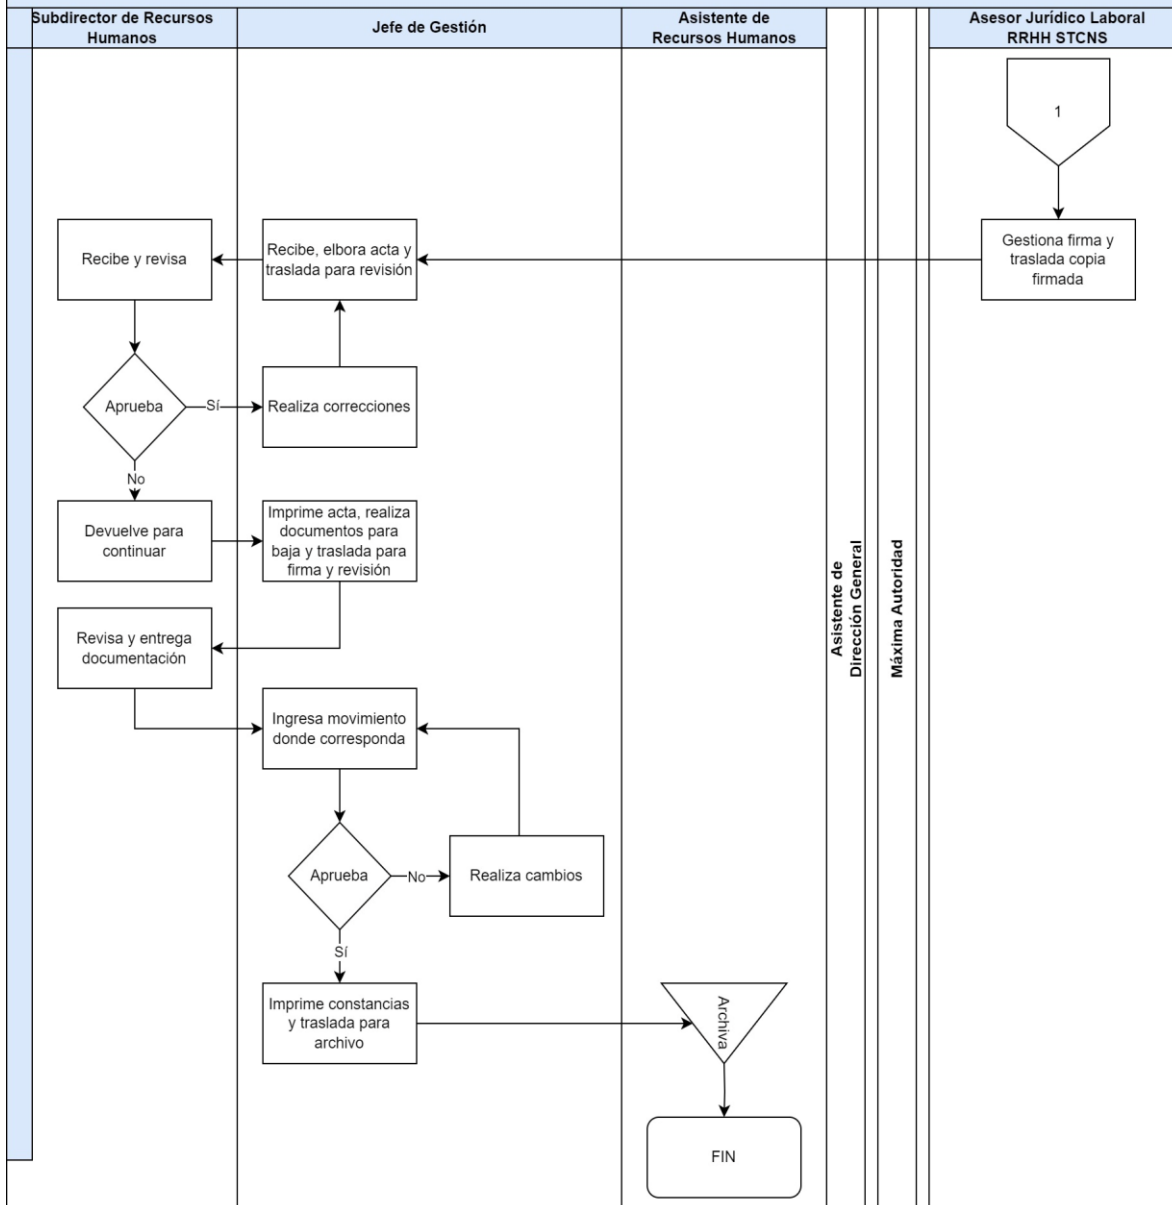 Subdirector de Recursos
Humanos
Jefe de Gestión
Asistente de
Recursos Humanos
Asesor Jurídico Laboral
RRHH STCNS
1
Recibe y revisa
Recibe, elbora acta y
traslada para revisión
Gestiona firma y
traslada copia
firmada
Aprueba
Sí
Realiza correcciones
No
Devuelve para
continuar
Imprime acta, realiza
documentos para
baja y traslada para
firma y revisión
Asistente de
Dirección General
Máxima Autoridad
Revisa y entrega
documentación
Ingresa movimiento
donde corresponda
Aprueba
No
Realiza cambios
Sí
Imprime constancias
y traslada para
archivo
Archiva
FIN